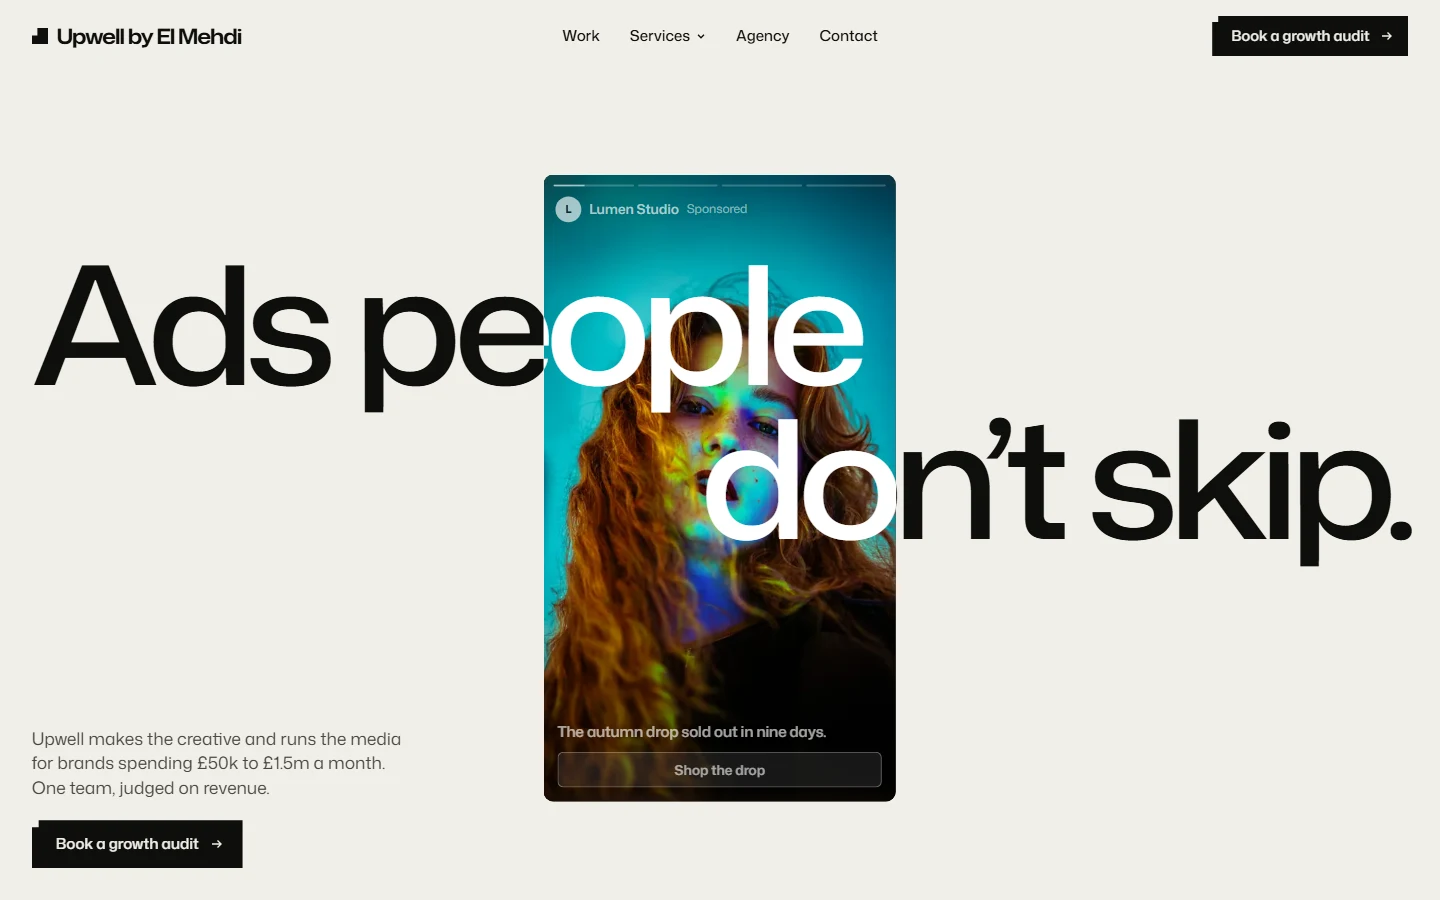 Upwell by El Mehdi
Work
Services
Agency
Contact
Book a growth audit
L
Lumen Studio
Sponsored
Ads people
don’t skip.
The autumn drop sold out in nine days.
Shop the drop
Upwell makes the creative and runs the media
for brands spending £50k to £1.5m a month.
One team, judged on revenue.
Book a growth audit